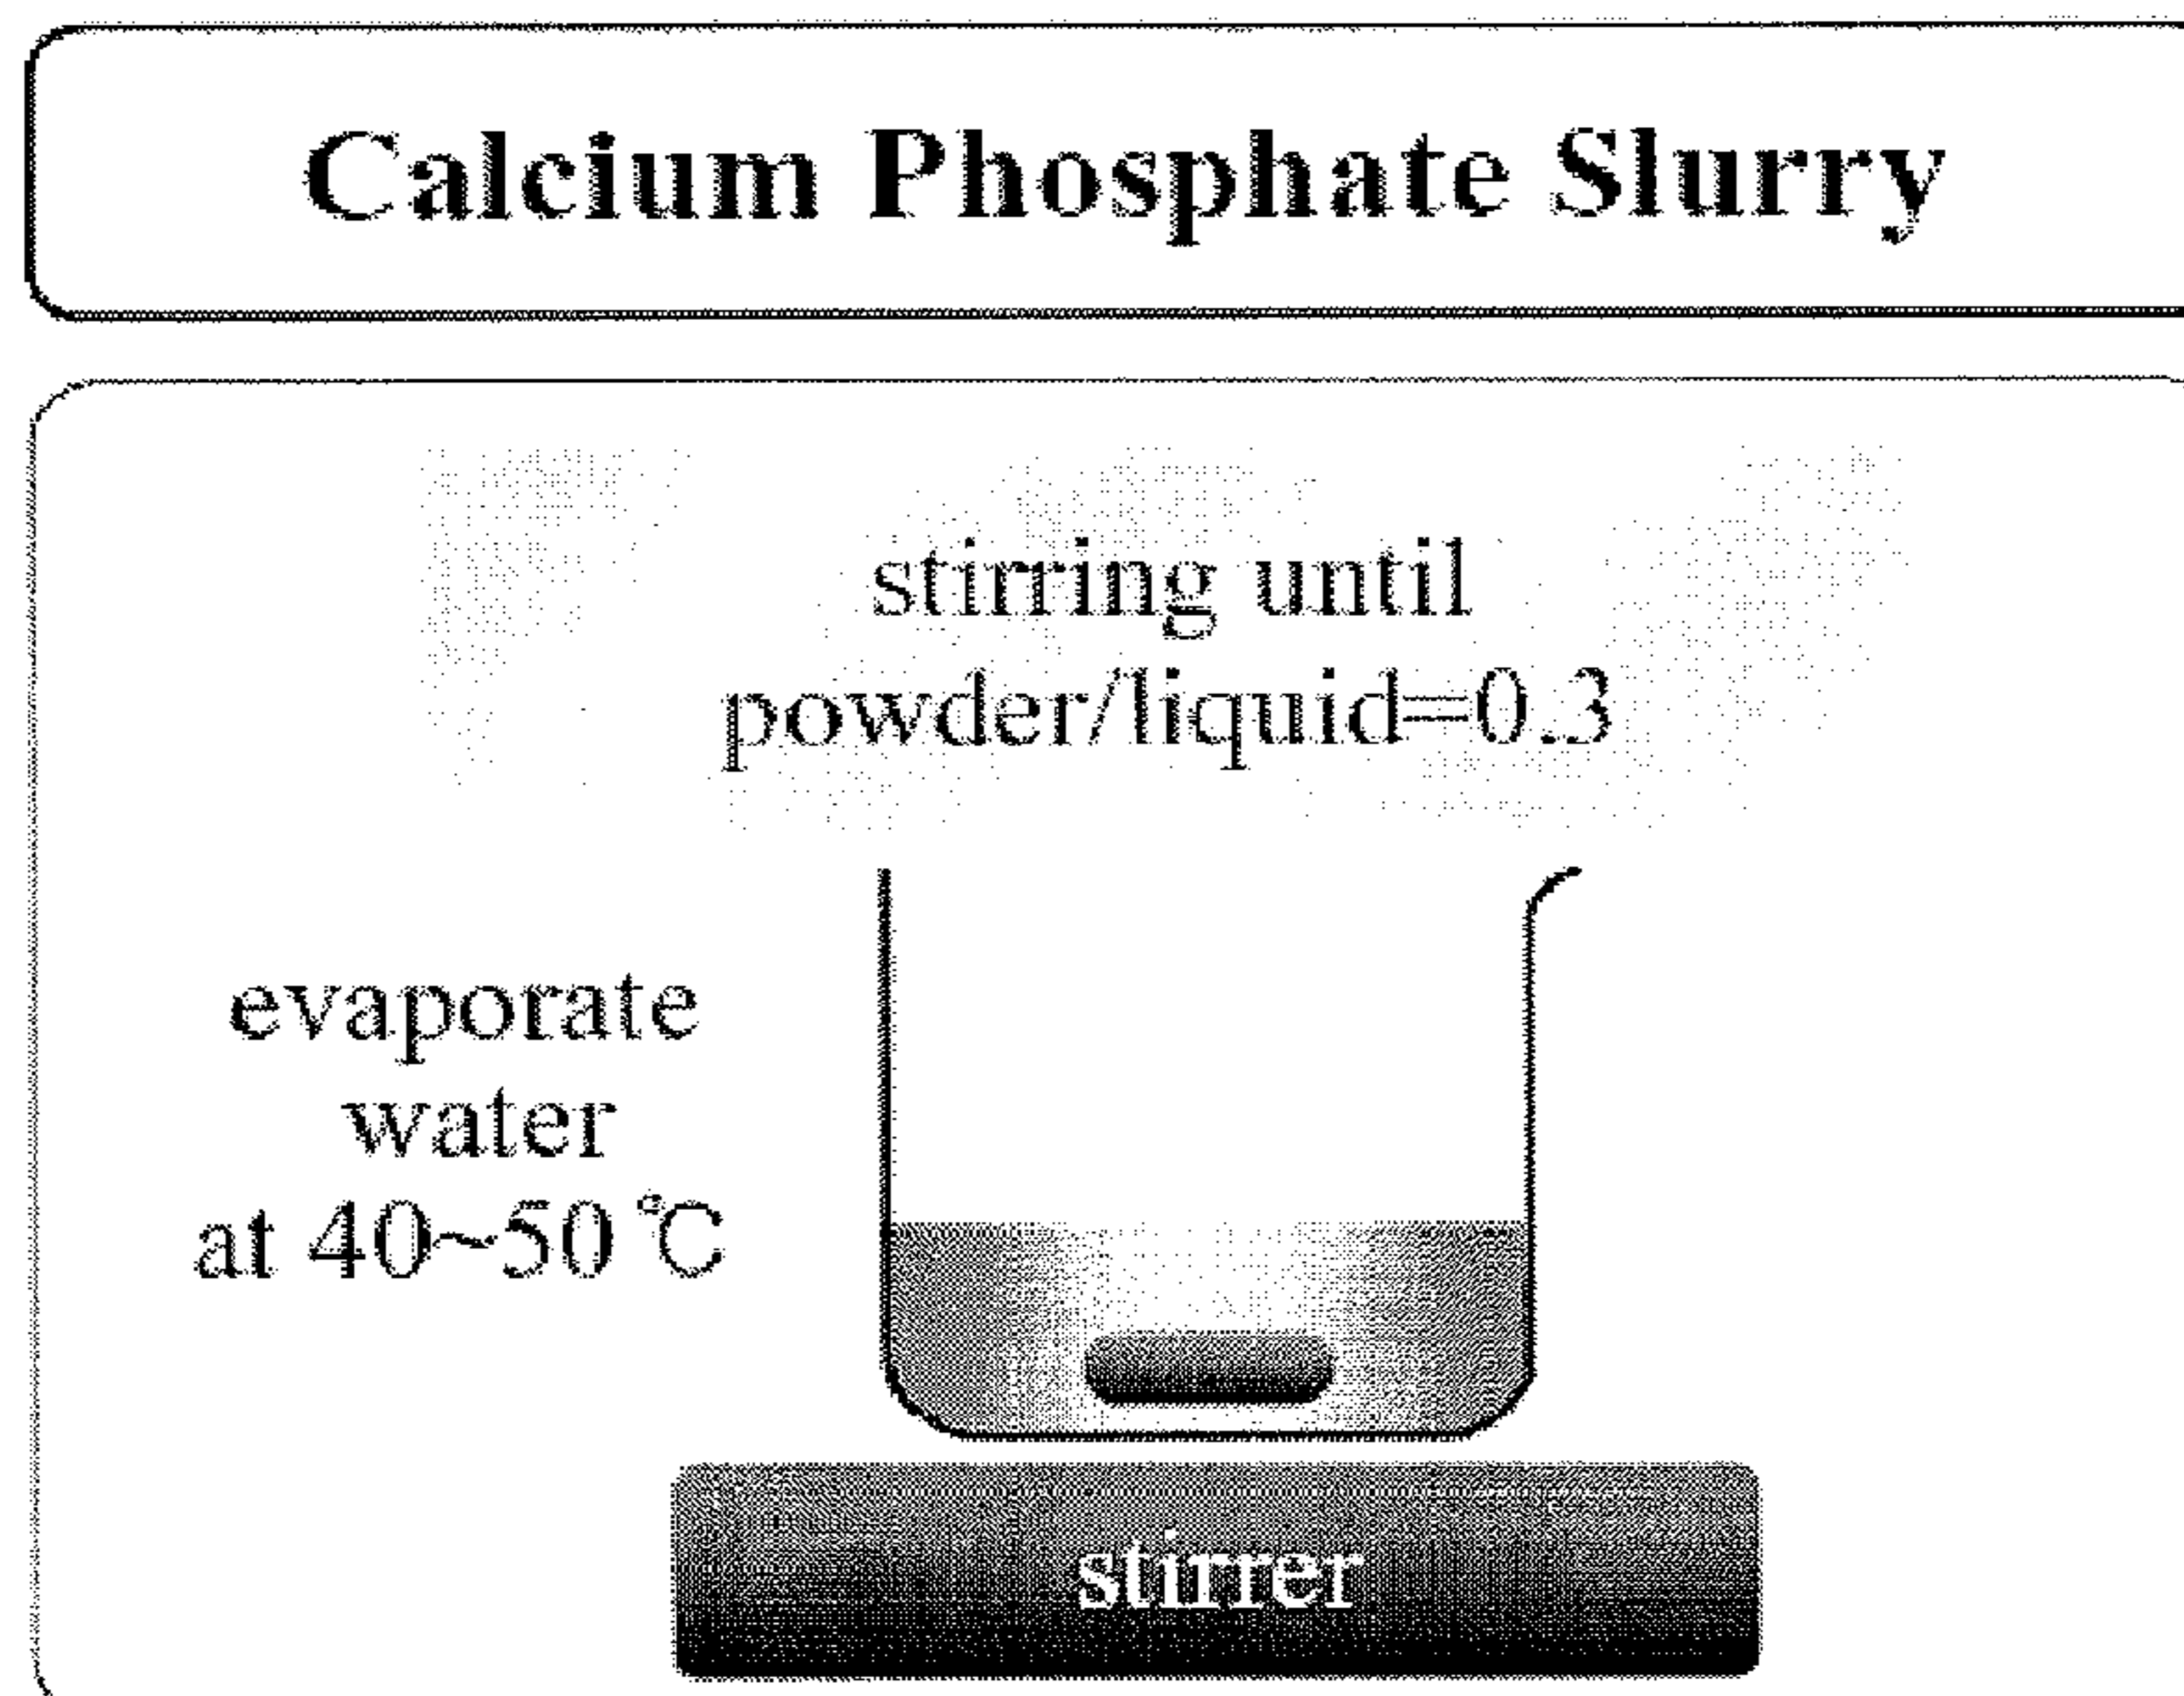 Calcium Phosphate Slurry
stirring until
powder/liquid=0.3
evaporate
water
at 40~50 ℃
stirrer